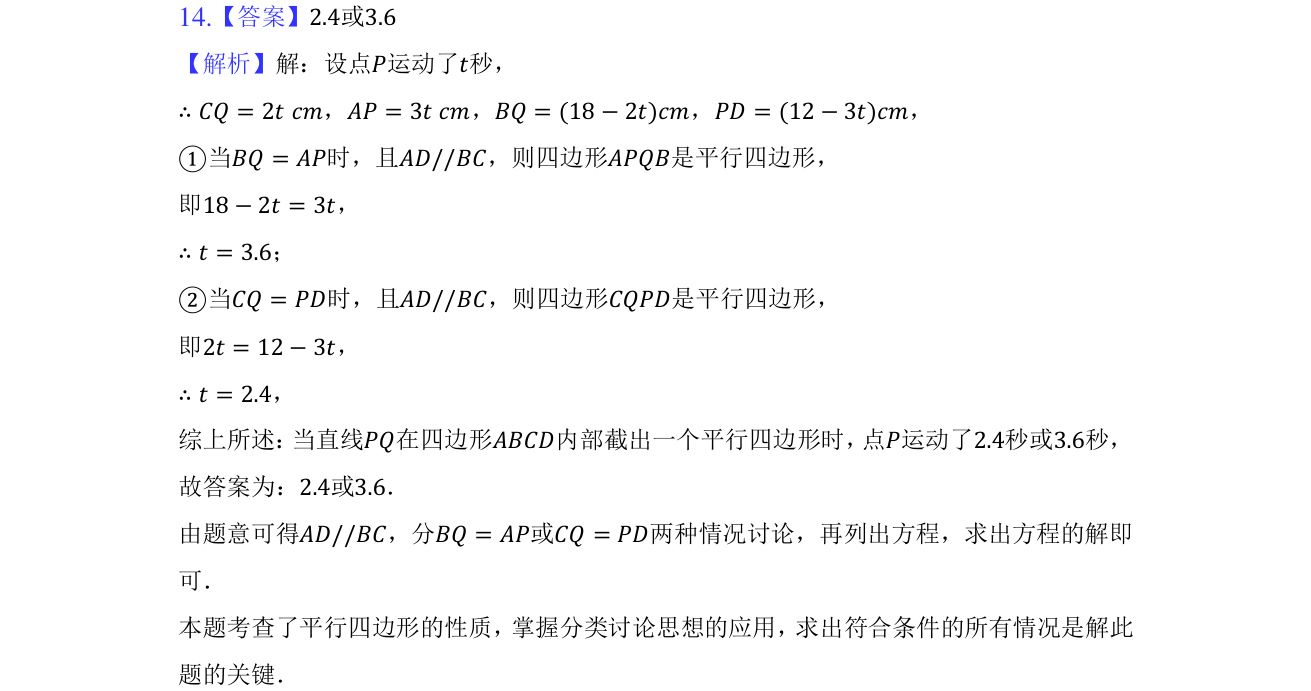 14.【答案】2.4或3.6
【解析】解：设点P运动了t秒，
∴ CQ = 2t cm，AP = 3t cm，BQ = (18 − 2t)cm，PD = (12 − 3t)cm，
①当BQ = AP时，且AD//BC，则四边形APQB是平行四边形，
即18 − 2t = 3t，
∴ t = 3.6；
②当CQ = PD时，且AD//BC，则四边形CQPD是平行四边形，
即2t = 12 − 3t，
∴ t = 2.4，
综上所述：当直线PQ在四边形ABCD内部截出一个平行四边形时，点P运动了2.4秒或3.6秒，
故答案为：2.4或3.6．
由题意可得AD//BC，分BQ = AP或CQ = PD两种情况讨论，再列出方程，求出方程的解即
可．
本题考查了平行四边形的性质，掌握分类讨论思想的应用，求出符合条件的所有情况是解此
题的关键．